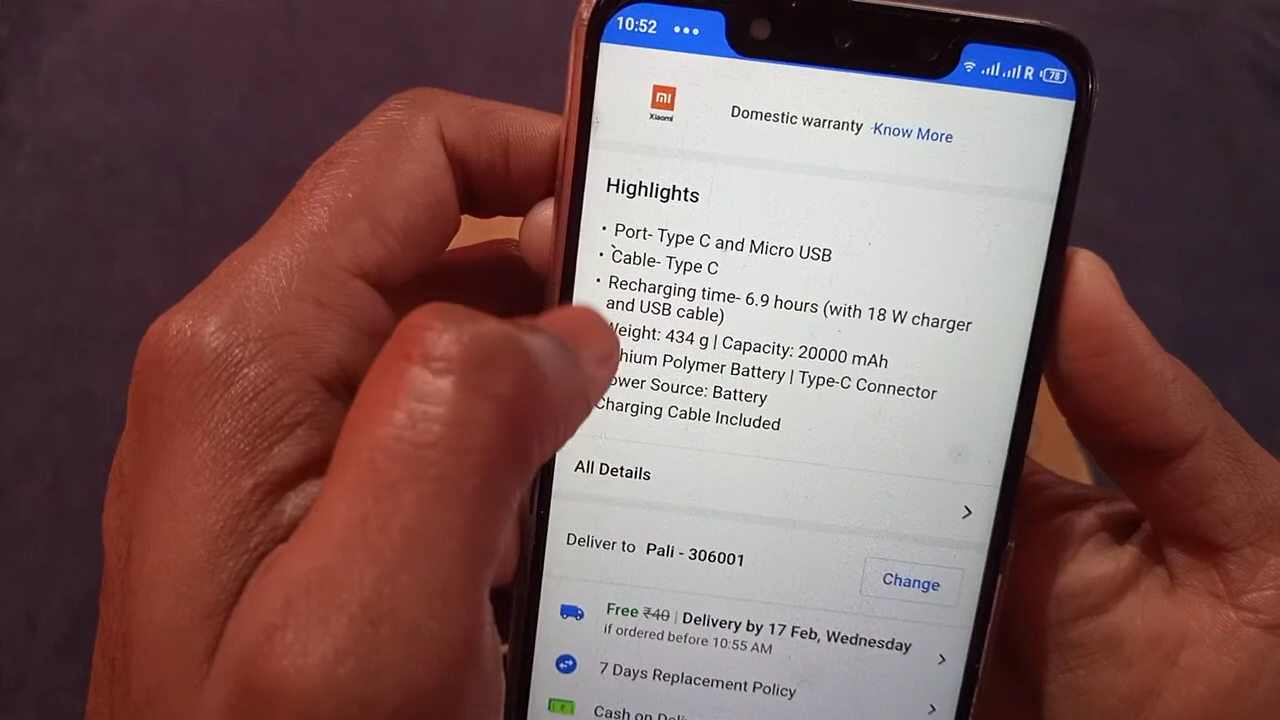 10:52 ••• R 78
mi
Xiaomi
Domestic warranty Know More
Highlights
• Port- Type C and Micro USB
• Cable- Type C
• Recharging time- 6.9 hours (with 18 W charger
and USB cable)
Weight: 434 g | Capacity: 20000 mAh
Polymer Battery | Type-C Connector
Source: Battery
Charging Cable Included
All Details
Deliver to Pali - 306001
Change
Free ₹40 | Delivery by 17 Feb, Wednesday
if ordered before 10:55 AM
7 Days Replacement Policy
Cash on